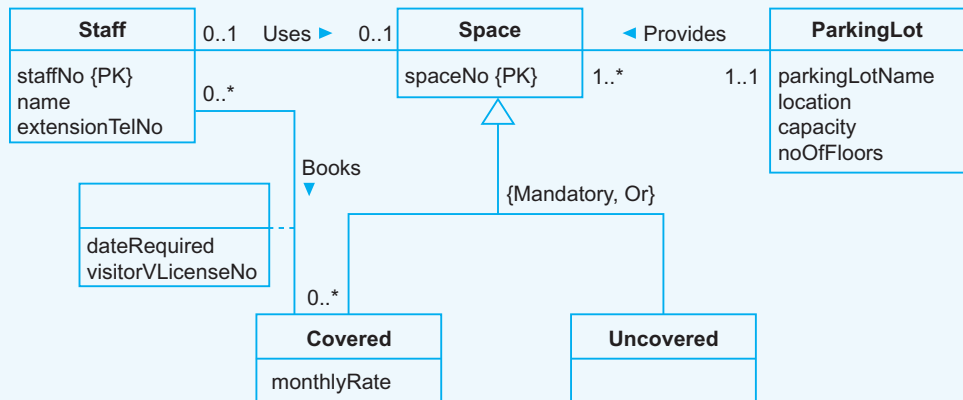 Staff
0..1
Uses ►
0..1
Space
◄ Provides
ParkingLot
staffNo {PK}
name
extensionTelNo
0..*
spaceNo {PK}
1..*
1..1
parkingLotName
location
capacity
noOfFloors
Books
▼
{Mandatory, Or}
dateRequired
visitorVLicenseNo
0..*
Covered
monthlyRate
Uncovered